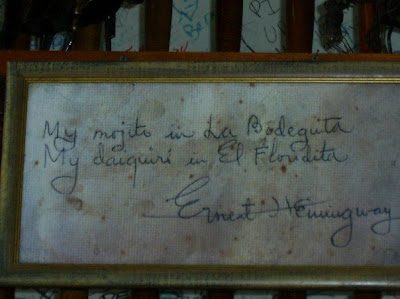 My mojito in La Bodeguita
My daiquiri in El Floridita
Ernest Hemingway